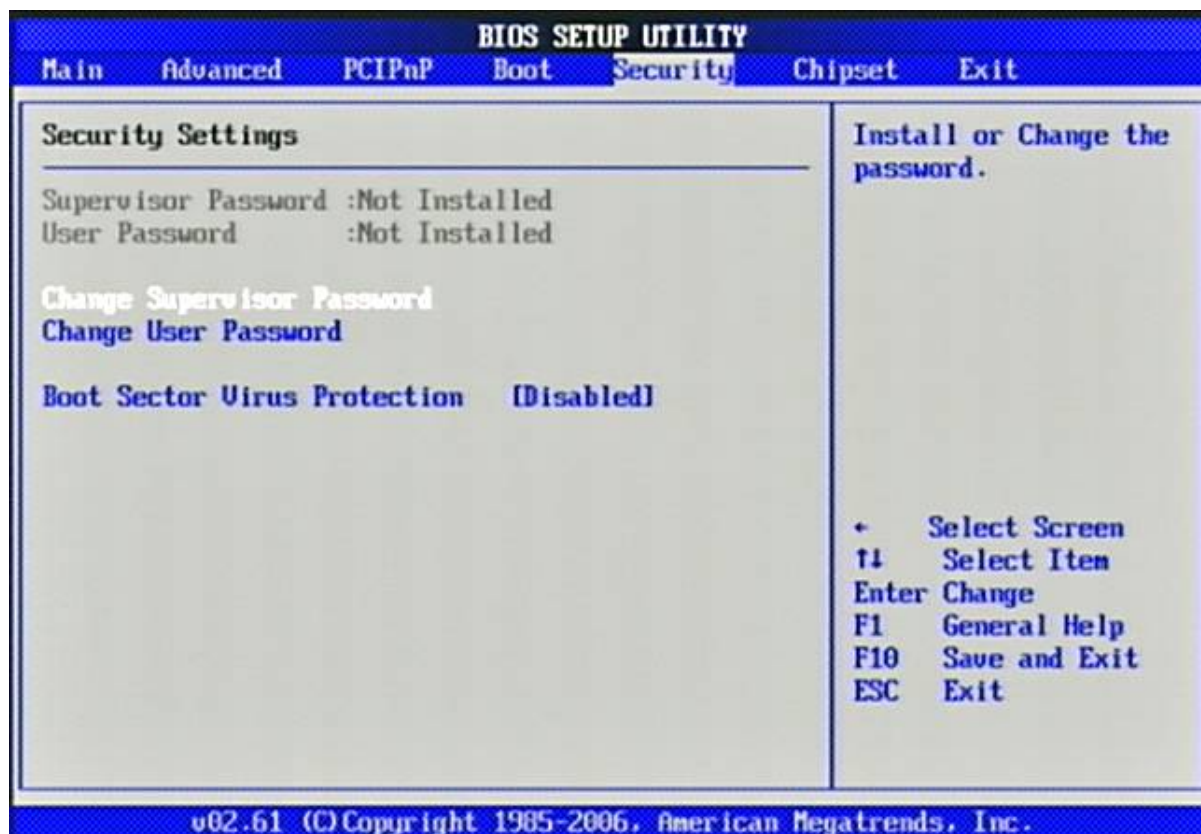 BIOS SETUP UTILITY
Main Advanced PCIPnP Boot Security Chipset Exit
Security Settings
Supervisor Password :Not Installed
User Password :Not Installed
Change Supervisor Password
Change User Password
Boot Sector Virus Protection [Disabled]
Install or Change the
password.
← Select Screen
↑↓ Select Item
Enter Change
F1 General Help
F10 Save and Exit
ESC Exit
v02.61 (C)Copyright 1985-2006, American Megatrends, Inc.